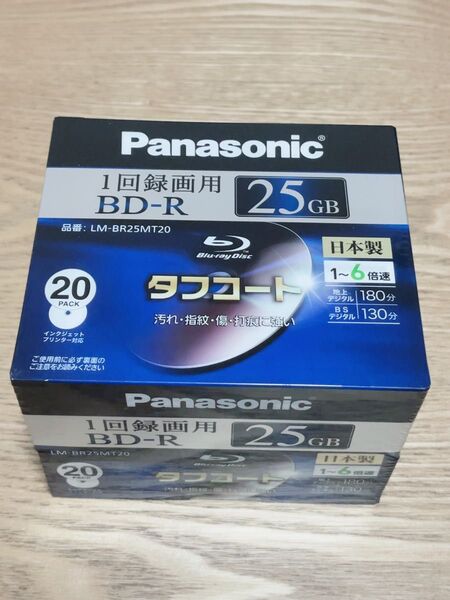 Panasonic®
1回録画用
BD-R
25GB
品番: LM-BR25MT20
Blu-ray Disc™
日本製
1〜6倍速
地上デジタル 180分
BSデジタル 130分
20
PACK
インクジェット
プリンター対応
タフコート
汚れ・指紋・傷・打痕に強い
ご使用前に必ず裏面の
ご注意をお読みください
Panasonic
1回録画用
BD-R
25GB
LM-BR25MT20
Blu-ray Disc
日本製
1〜6倍速
20
タフコート
180
130